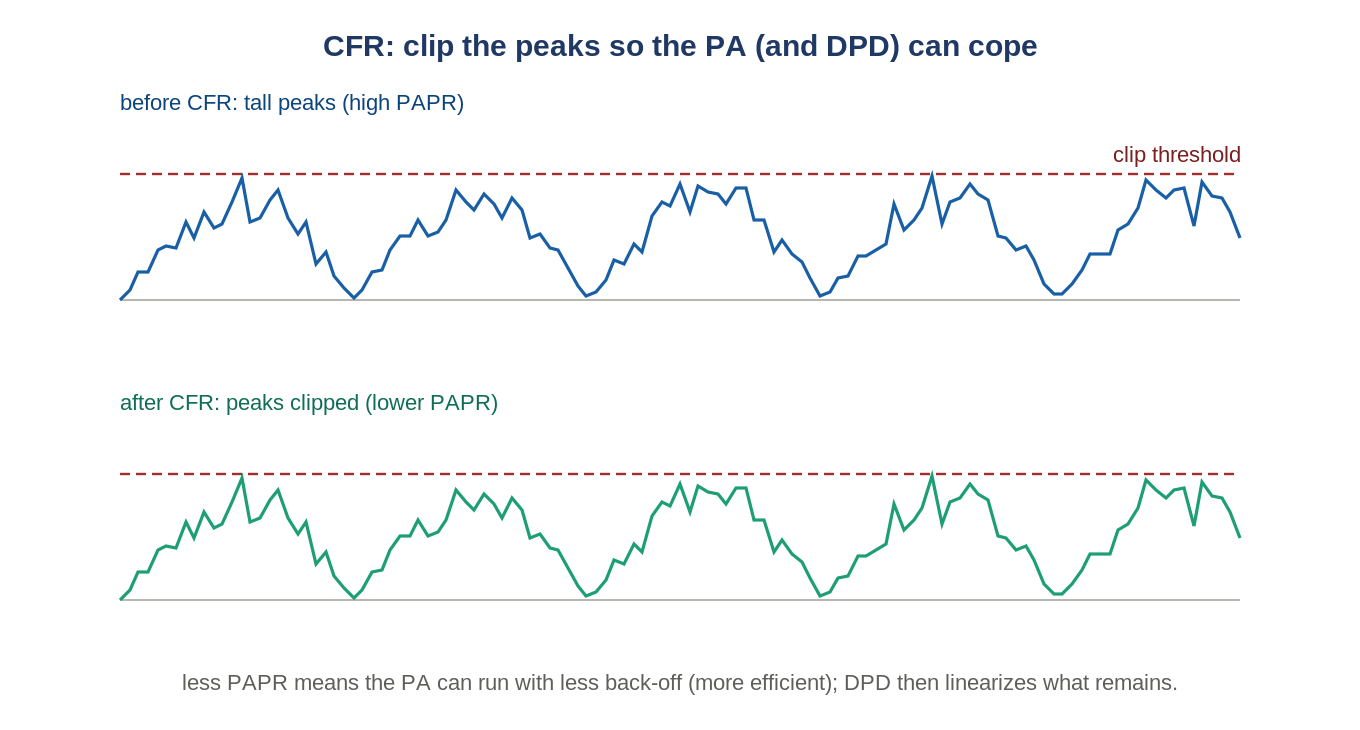 CFR: clip the peaks so the PA (and DPD) can cope
before CFR: tall peaks (high PAPR)
clip threshold
after CFR: peaks clipped (lower PAPR)
less PAPR means the PA can run with less back-off (more efficient); DPD then linearizes what remains.